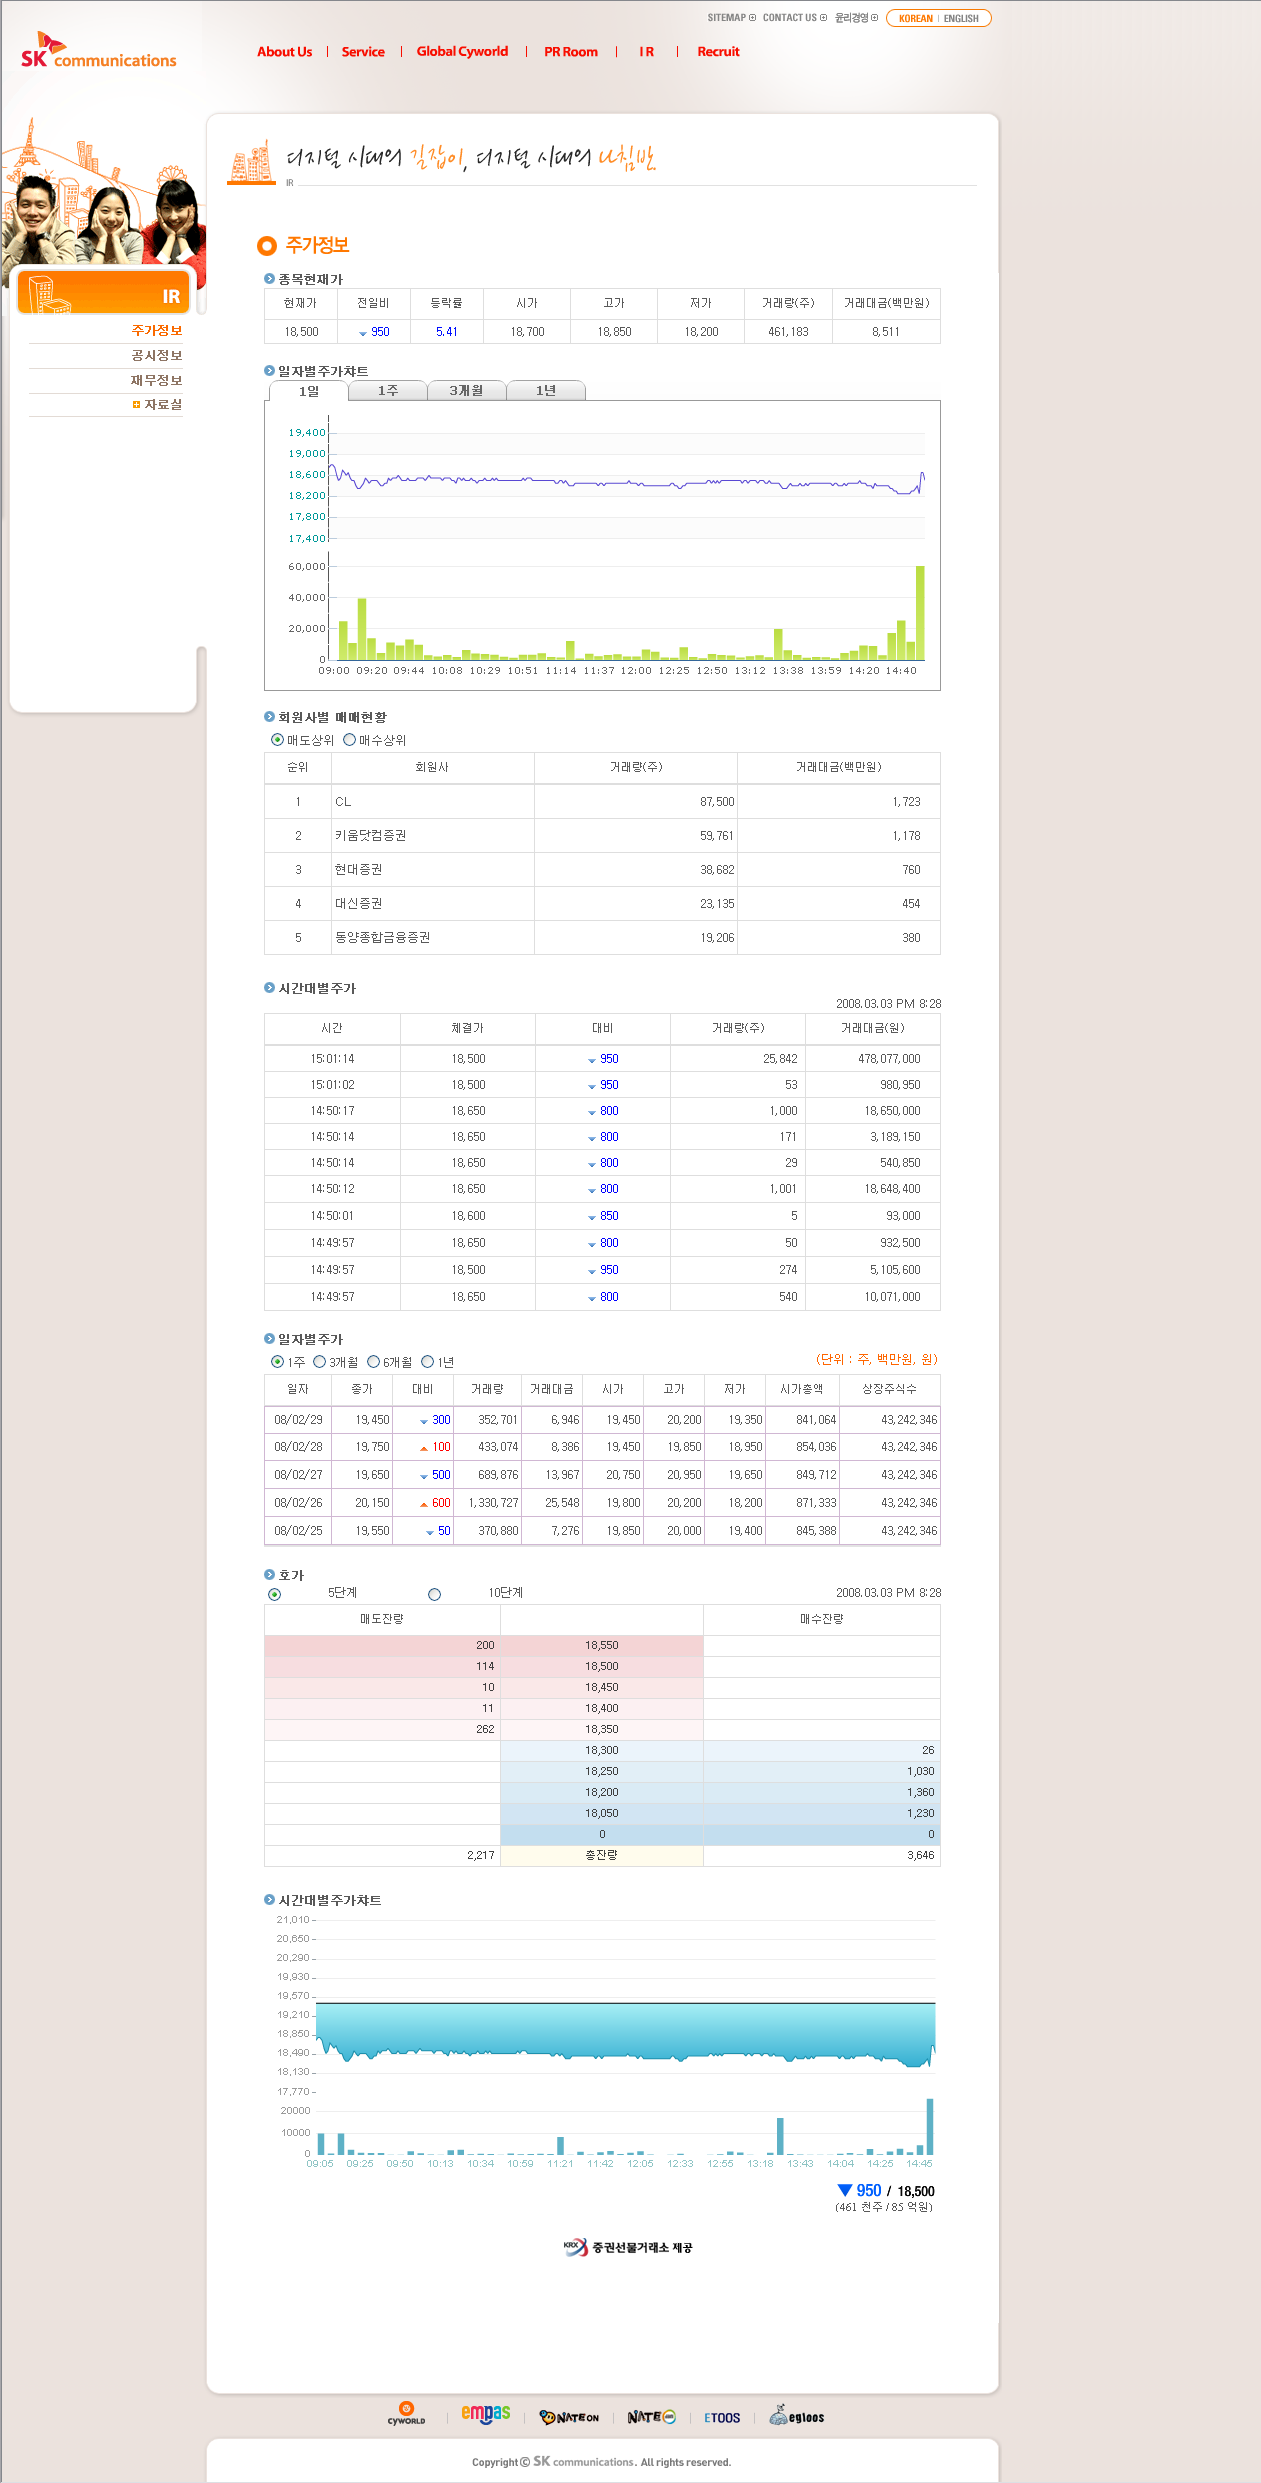 SITEMAP CONTACT US 윤리경영 KOREAN | ENGLISH
SK communications
About Us Service Global Cyworld PR Room I R Recruit
디지털 시대의 길잡이, 디지털 시대의 나침반
IR
IR
주가정보
공시정보
재무정보
자료실
주가정보
종목현재가
현재가 전일비 등락률 시가 고가 저가 거래량(주) 거래대금(백만원)
18,500 950 5.41 18,700 18,850 18,200 461,183 8,511
일자별주가챠트
1일 1주 3개월 1년
19,400
19,000
18,600
18,200
17,800
17,400
60,000
40,000
20,000
0
09:00 09:20 09:44 10:08 10:29 10:51 11:14 11:37 12:00 12:25 12:50 13:12 13:38 13:59 14:20 14:40
회원사별 매매현황
매도상위 매수상위
순위 회원사 거래량(주) 거래대금(백만원)
1 CL 87,500 1,723
2 키움닷컴증권 59,761 1,178
3 현대증권 38,682 760
4 대신증권 23,135 454
5 동양종합금융증권 19,206 380
시간대별주가
2008.03.03 PM 8:28
시간 체결가 대비 거래량(주) 거래대금(원)
15:01:14 18,500 950 25,842 478,077,000
15:01:02 18,500 950 53 980,950
14:50:17 18,650 800 1,000 18,650,000
14:50:14 18,650 800 171 3,189,150
14:50:14 18,650 800 29 540,850
14:50:12 18,650 800 1,001 18,648,400
14:50:01 18,600 850 5 93,000
14:49:57 18,650 800 50 932,500
14:49:57 18,500 950 274 5,105,600
14:49:57 18,650 800 540 10,071,000
일자별주가
1주 3개월 6개월 1년 (단위 : 주, 백만원, 원)
일자 종가 대비 거래량 거래대금 시가 고가 저가 시가총액 상장주식수
08/02/29 19,450 300 352,701 6,946 19,450 20,200 19,350 841,064 43,242,346
08/02/28 19,750 100 433,074 8,386 19,450 19,850 18,950 854,036 43,242,346
08/02/27 19,650 500 689,876 13,967 20,750 20,950 19,650 849,712 43,242,346
08/02/26 20,150 600 1,330,727 25,548 19,800 20,200 18,200 871,333 43,242,346
08/02/25 19,550 50 370,880 7,276 19,850 20,000 19,400 845,388 43,242,346
호가
5단계 10단계 2008.03.03 PM 8:28
매도잔량 매수잔량
200 18,550
114 18,500
10 18,450
11 18,400
262 18,350
18,300 26
18,250 1,030
18,200 1,360
18,050 1,230
0 0
2,217 총잔량 3,646
시간대별주가챠트
21,010
20,650
20,290
19,930
19,570
19,210
18,850
18,490
18,130
17,770
20000
10000
0
09:05 09:25 09:50 10:13 10:34 10:59 11:21 11:42 12:05 12:33 12:55 13:18 13:43 14:04 14:25 14:45
▼ 950 / 18,500
(461 천주 / 85 억원)
KRX 증권선물거래소 제공
CYWORLD empas NATE ON NATE ETOOS egloos
Copyright © SK communications. All rights reserved.